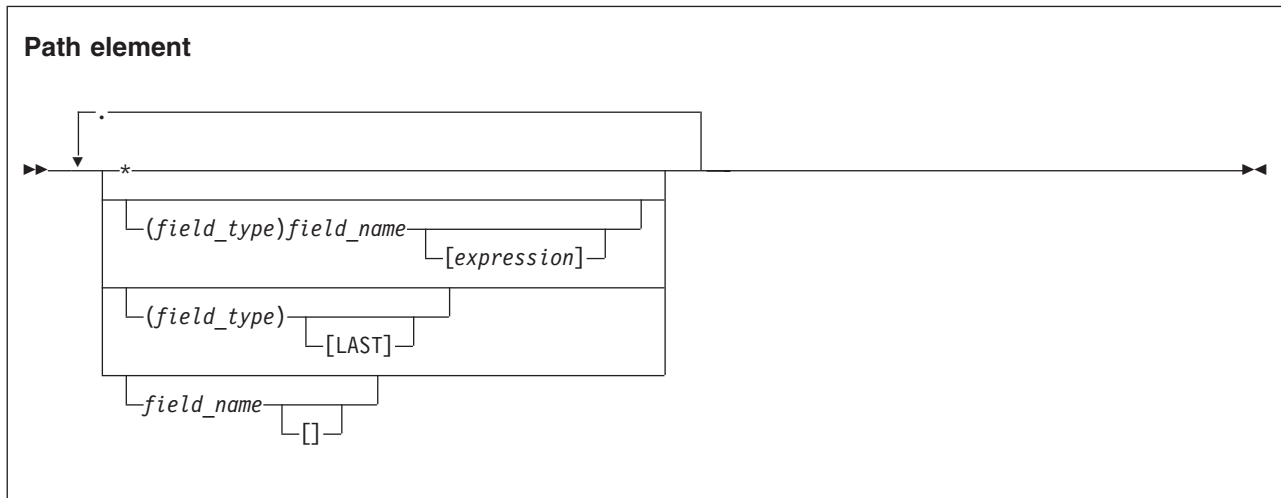 Path element
.
*
(field_type)field_name
[expression]
(field_type)
[LAST]
field_name
[]